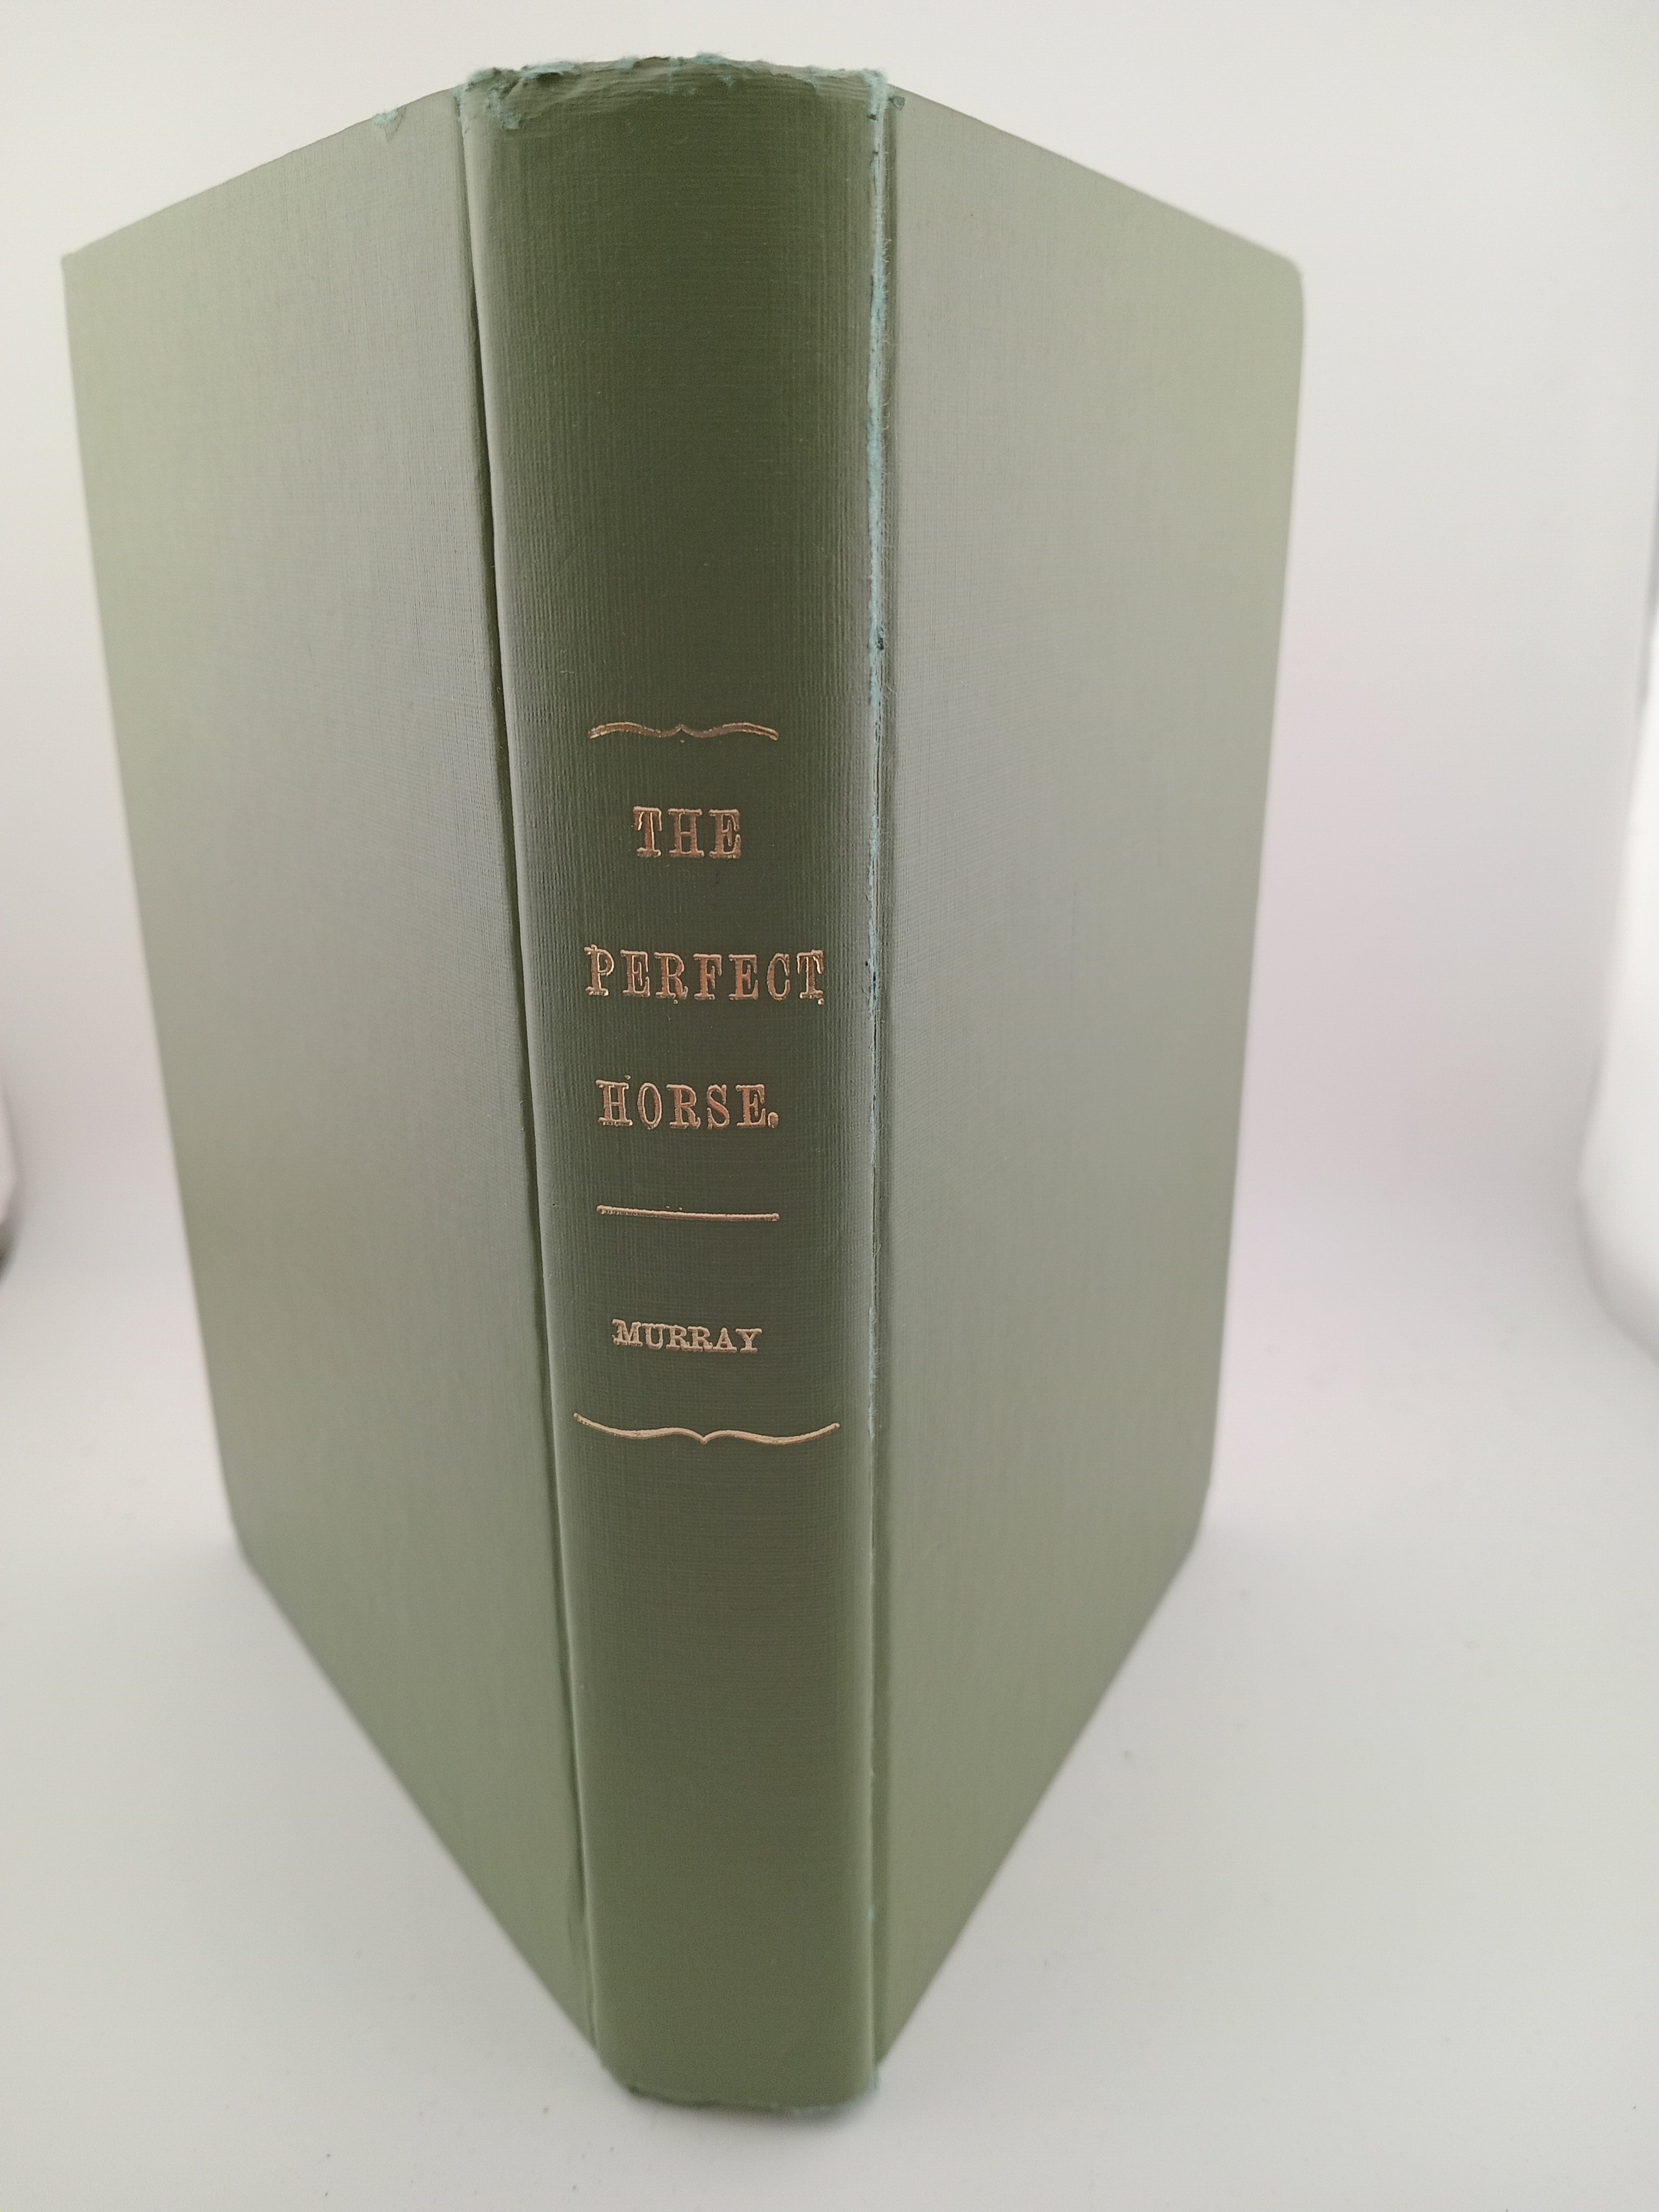 THE
PERFECT
HORSE.
MURRAY